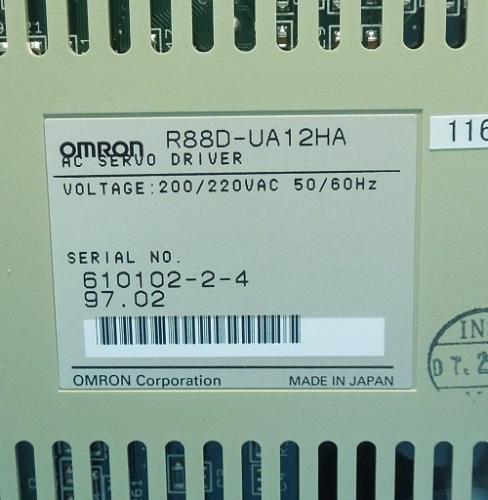 OMRON R88D-UA12HA
AC SERVO DRIVER
VOLTAGE:200/220VAC 50/60Hz
116
SERIAL NO.
610102-2-4
97.02
OMRON Corporation MADE IN JAPAN